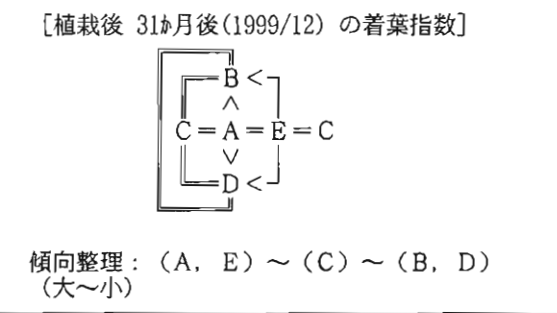 [植栽後 31ｶ月後(1999/12) の着葉指数]
B <
∧
C = A = E = C
∨
D <
傾向整理: (A, E) ～ (C) ～ (B, D)
(大～小)